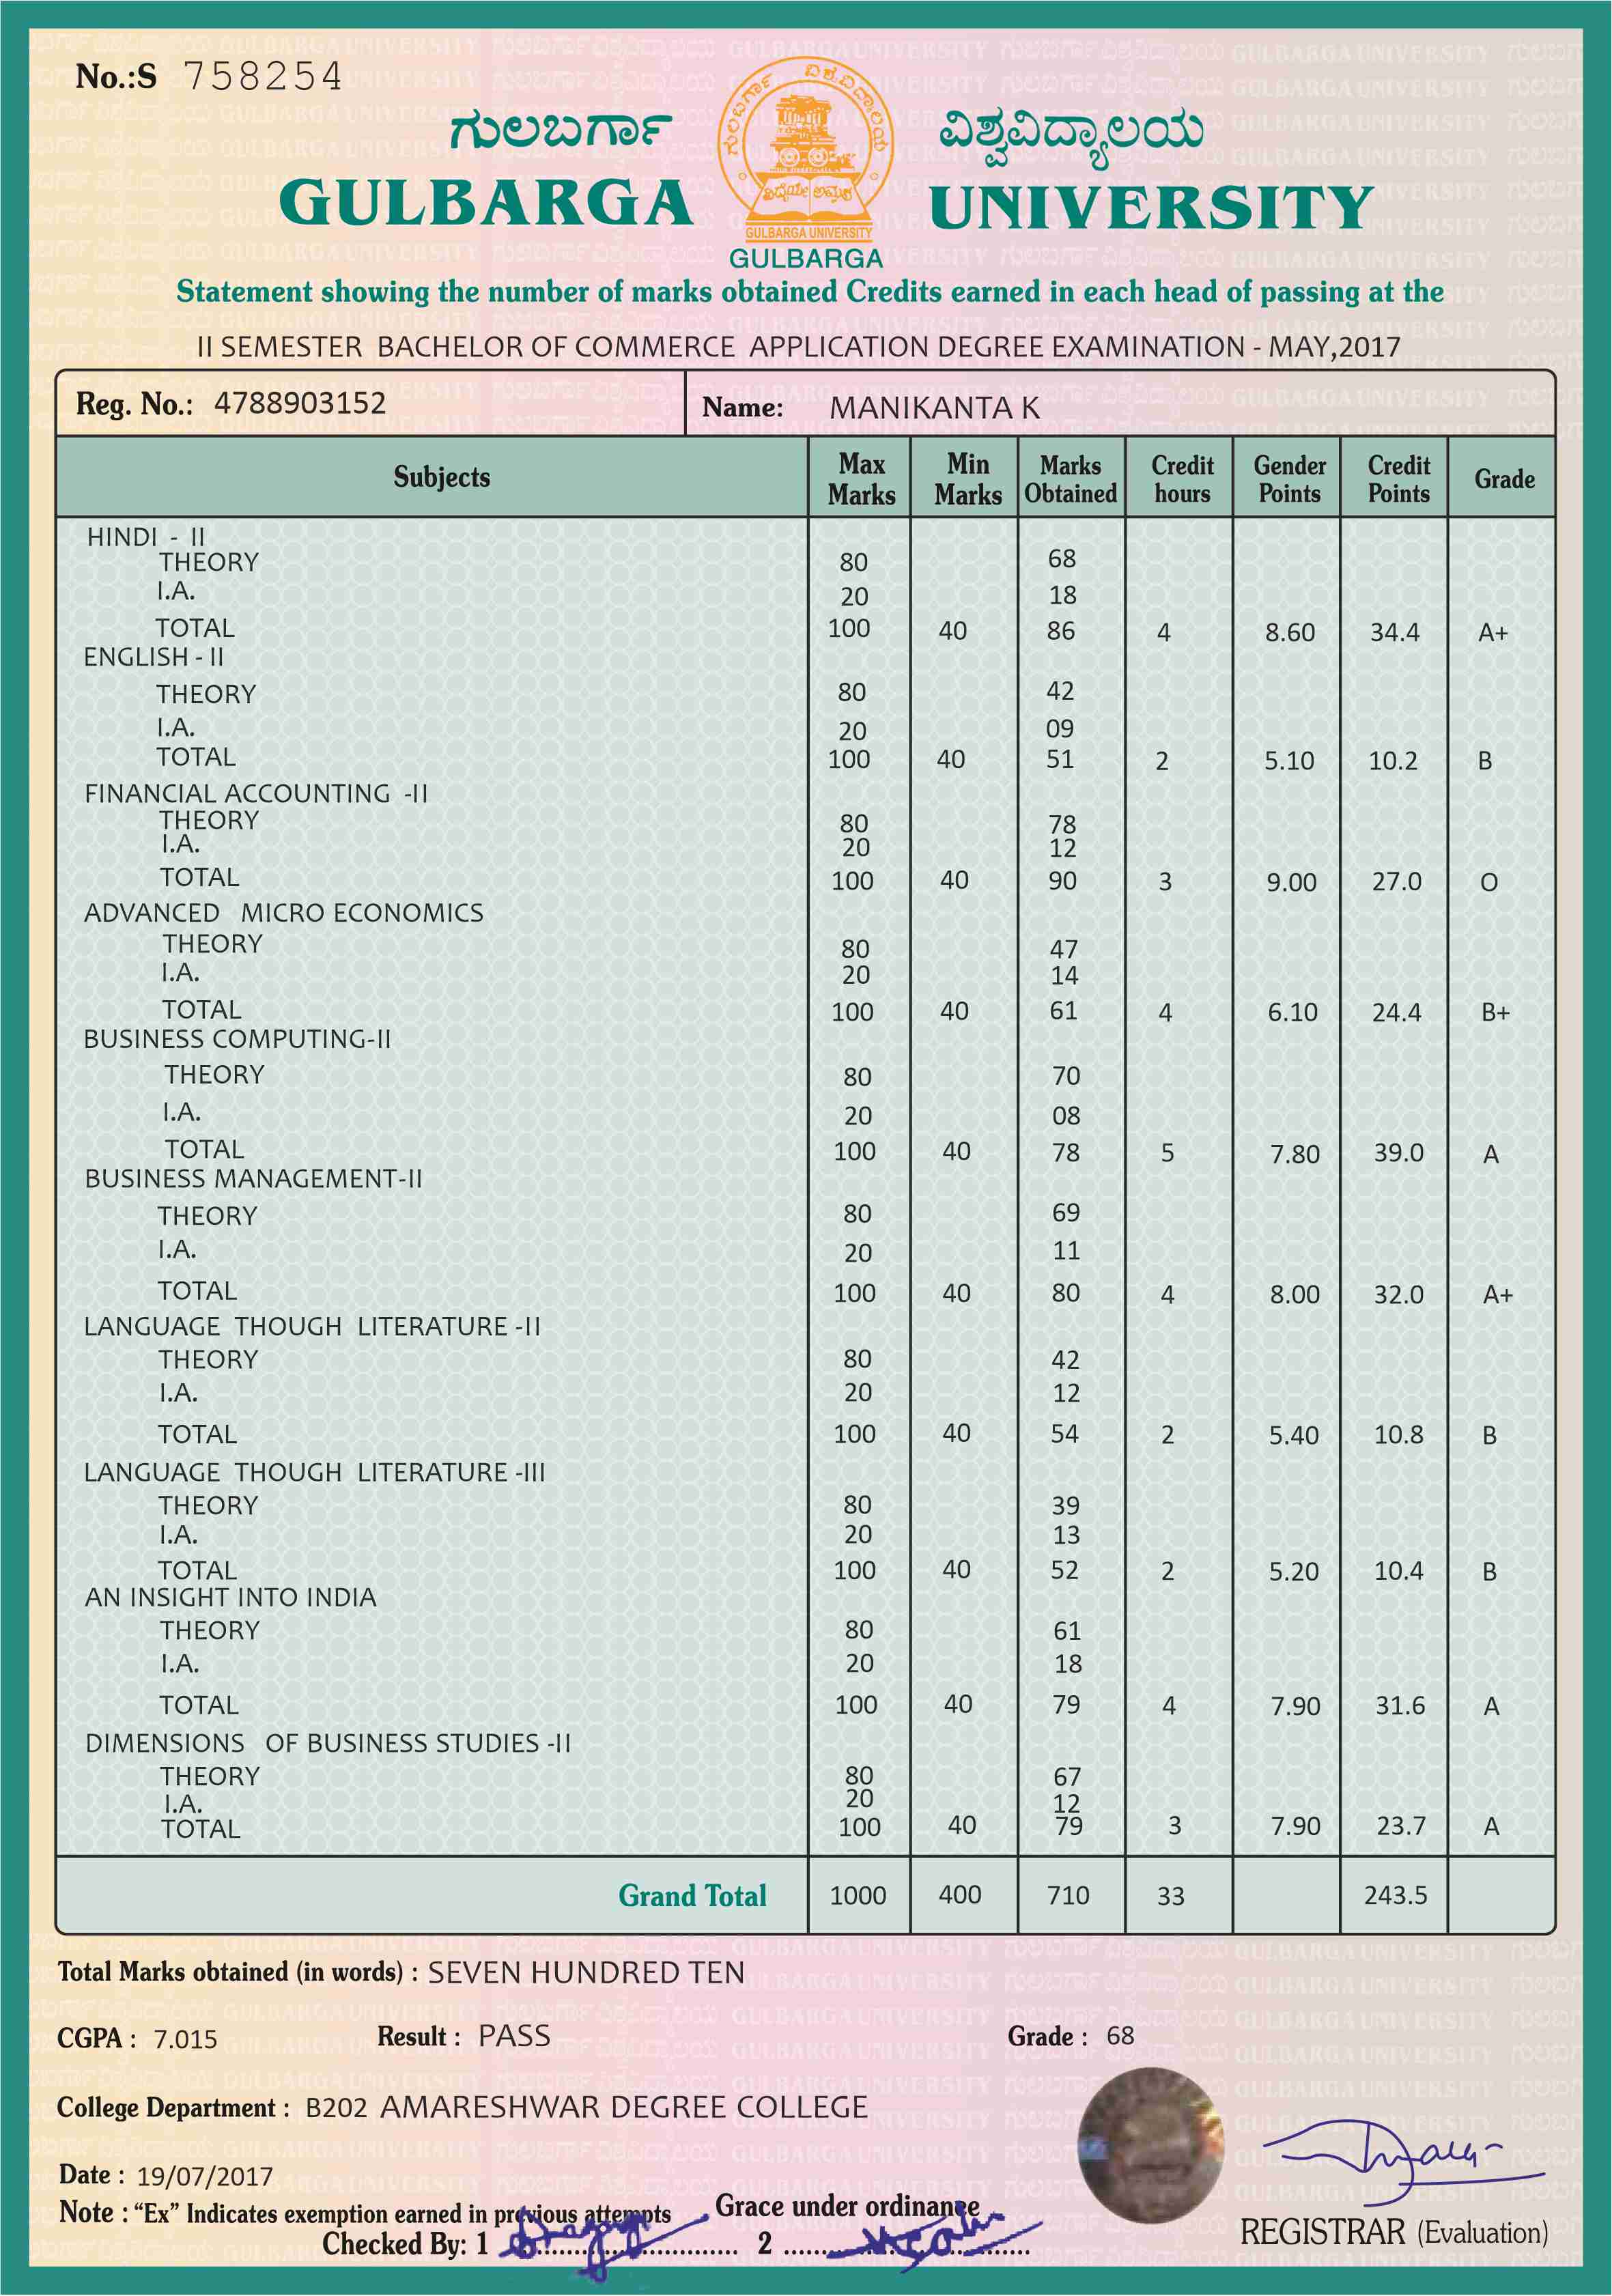 No.:S 758254
ಗುಲಬರ್ಗಾ ವಿಶ್ವವಿದ್ಯಾಲಯ
ಗುಲಬರ್ಗಾ ವಿಶ್ವವಿದ್ಯಾಲಯ
ವಿದ್ಯೆಯೇ ಅಮೃತ
GULBARGA UNIVERSITY
GULBARGA UNIVERSITY
GULBARGA
Statement showing the number of marks obtained Credits earned in each head of passing at the
II SEMESTER BACHELOR OF COMMERCE APPLICATION DEGREE EXAMINATION - MAY,2017
Reg. No.: 4788903152 Name: MANIKANTA K
Subjects Max Marks Min Marks Marks Obtained Credit hours Gender Points Credit Points Grade
HINDI - II
THEORY 80 68
I.A. 20 18
TOTAL 100 40 86 4 8.60 34.4 A+
ENGLISH - II
THEORY 80 42
I.A. 20 09
TOTAL 100 40 51 2 5.10 10.2 B
FINANCIAL ACCOUNTING -II
THEORY 80 78
I.A. 20 12
TOTAL 100 40 90 3 9.00 27.0 O
ADVANCED MICRO ECONOMICS
THEORY 80 47
I.A. 20 14
TOTAL 100 40 61 4 6.10 24.4 B+
BUSINESS COMPUTING-II
THEORY 80 70
I.A. 20 08
TOTAL 100 40 78 5 7.80 39.0 A
BUSINESS MANAGEMENT-II
THEORY 80 69
I.A. 20 11
TOTAL 100 40 80 4 8.00 32.0 A+
LANGUAGE THOUGH LITERATURE -II
THEORY 80 42
I.A. 20 12
TOTAL 100 40 54 2 5.40 10.8 B
LANGUAGE THOUGH LITERATURE -III
THEORY 80 39
I.A. 20 13
TOTAL 100 40 52 2 5.20 10.4 B
AN INSIGHT INTO INDIA
THEORY 80 61
I.A. 20 18
TOTAL 100 40 79 4 7.90 31.6 A
DIMENSIONS OF BUSINESS STUDIES -II
THEORY 80 67
I.A. 20 12
TOTAL 100 40 79 3 7.90 23.7 A
Grand Total 1000 400 710 33 243.5
Total Marks obtained (in words) : SEVEN HUNDRED TEN
CGPA : 7.015 Result : PASS Grade : 68
College Department : B202 AMARESHWAR DEGREE COLLEGE
Date : 19/07/2017
Note : “Ex” Indicates exemption earned in previous attempts Grace under ordinance
Checked By: 1 2
REGISTRAR (Evaluation)